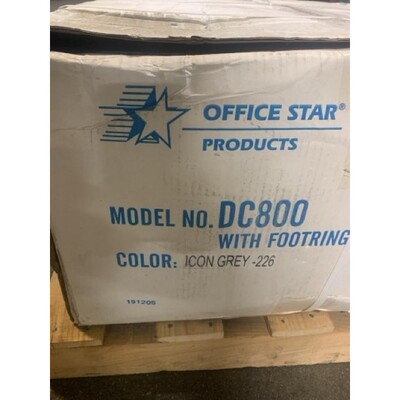 OFFICE STAR®
PRODUCTS
MODEL NO. DC800
WITH FOOTRING
COLOR: ICON GREY -226
191205